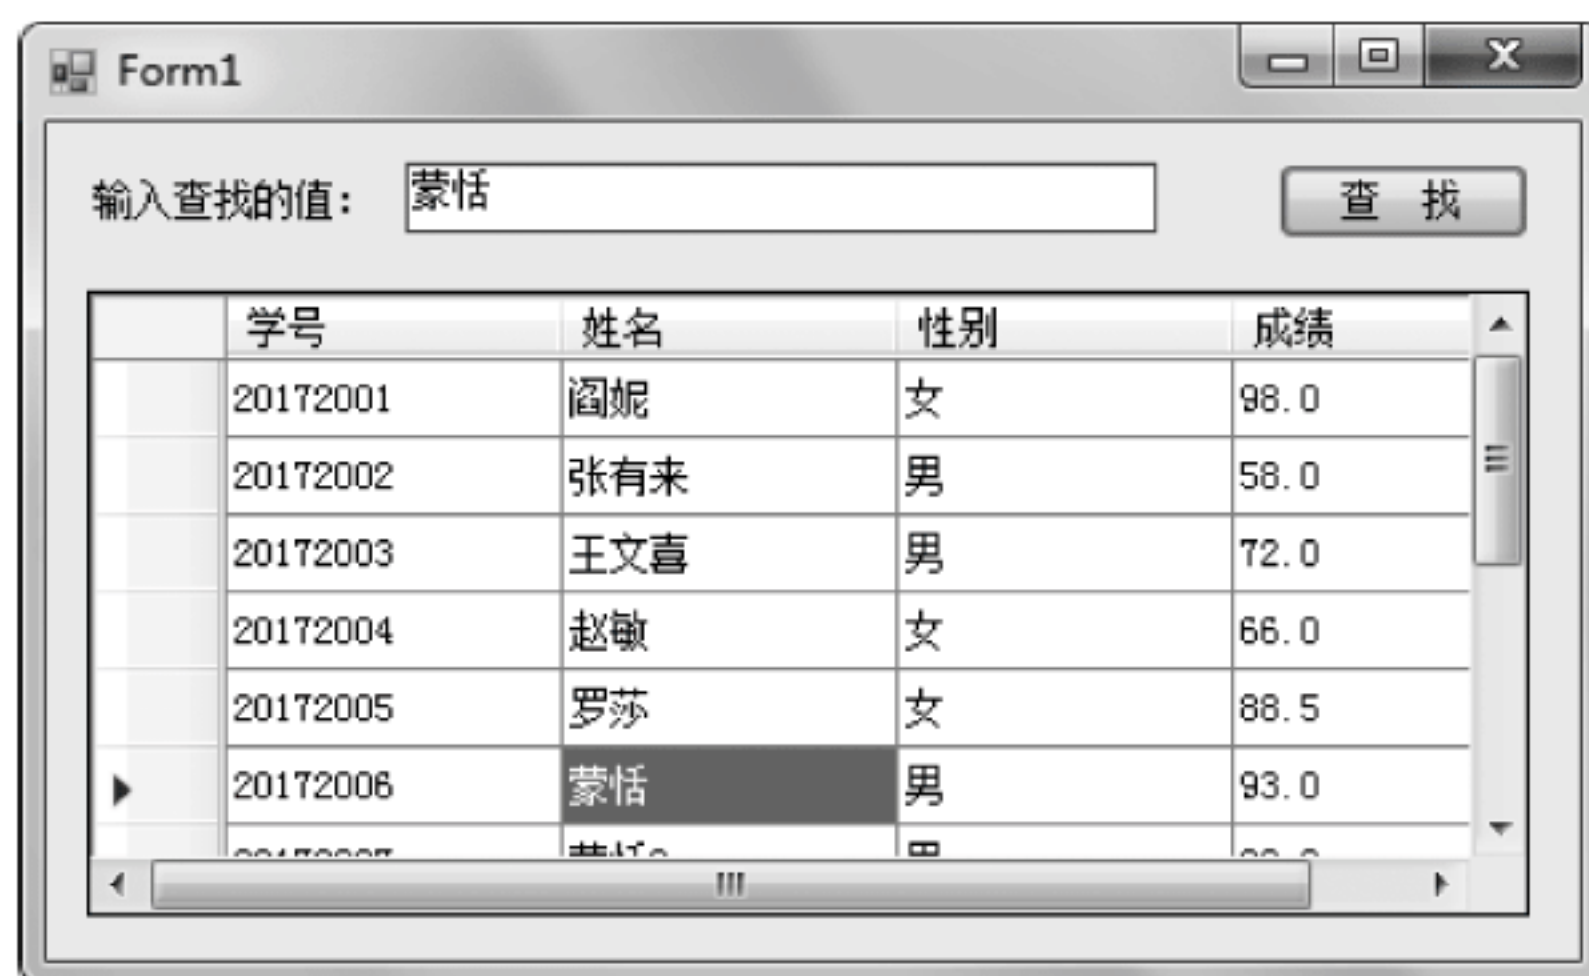 Form1
输入查找的值： 蒙恬 查 找
学号 姓名 性别 成绩
20172001 阎妮 女 98.0
20172002 张有来 男 58.0
20172003 王文喜 男 72.0
20172004 赵敏 女 66.0
20172005 罗莎 女 88.5
20172006 蒙恬 男 93.0